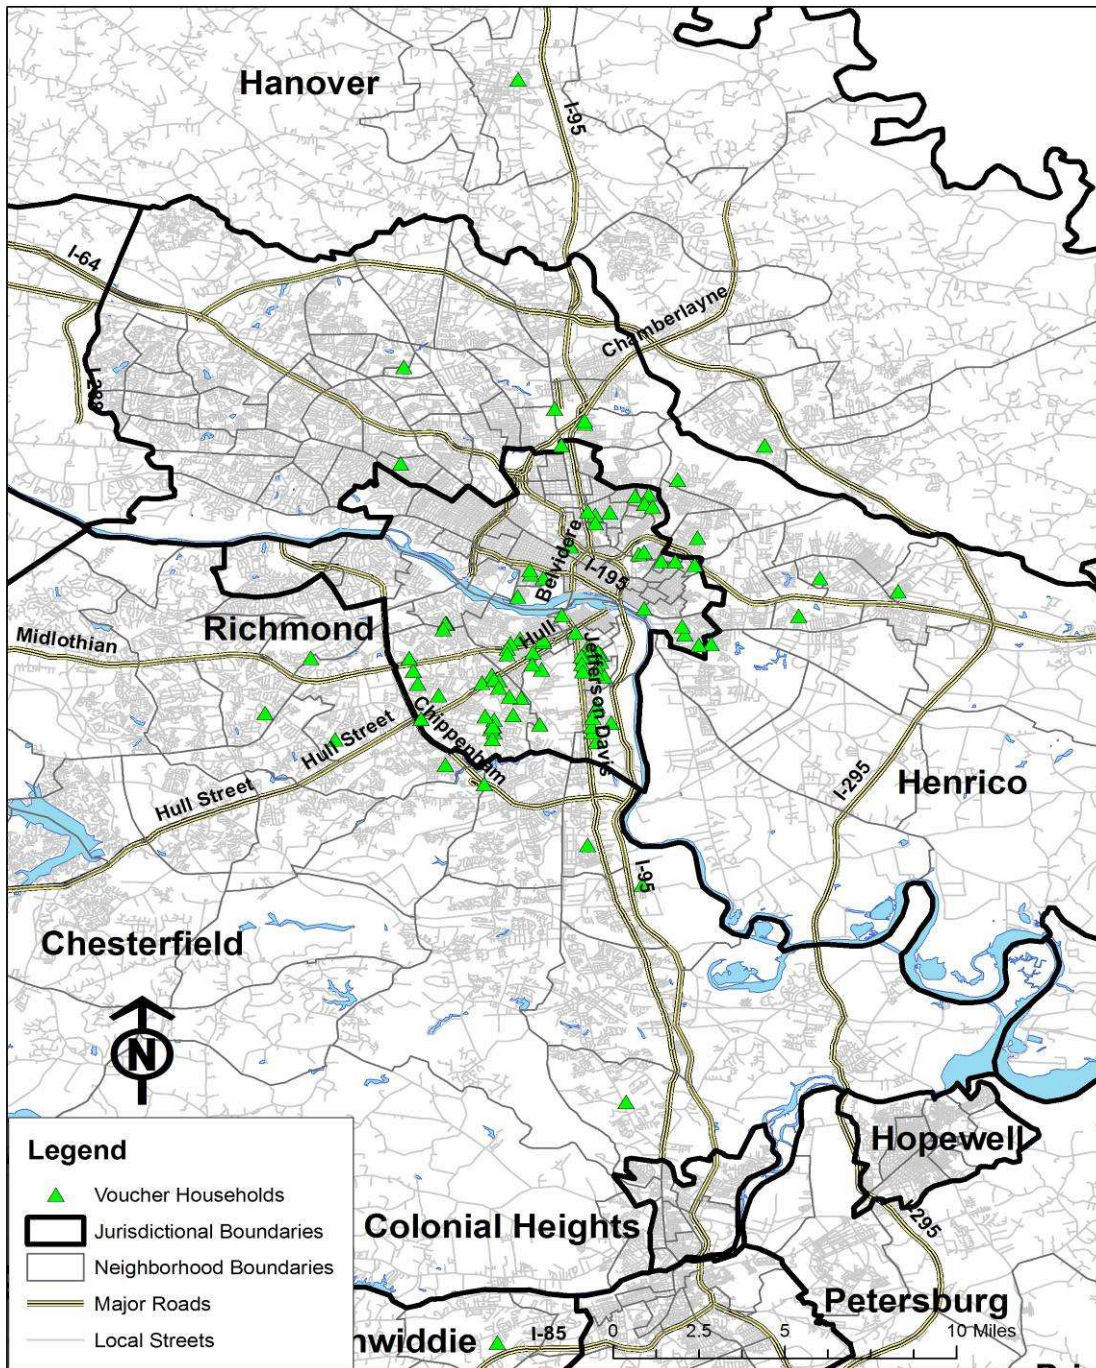 Hanover
I-95
I-64
Chamberlayne
I-288
Belvidere
I-195
Richmond
Midlothian
Hull
Jefferson Davis
Chippenham
Hull Street
Hull Street
Henrico
I-295
I-95
Chesterfield
N
Hopewell
Legend
Voucher Households
Jurisdictional Boundaries
Neighborhood Boundaries
Major Roads
Local Streets
Colonial Heights
I-295
Petersburg
nwiddie
I-85
0 2.5 5 10 Miles